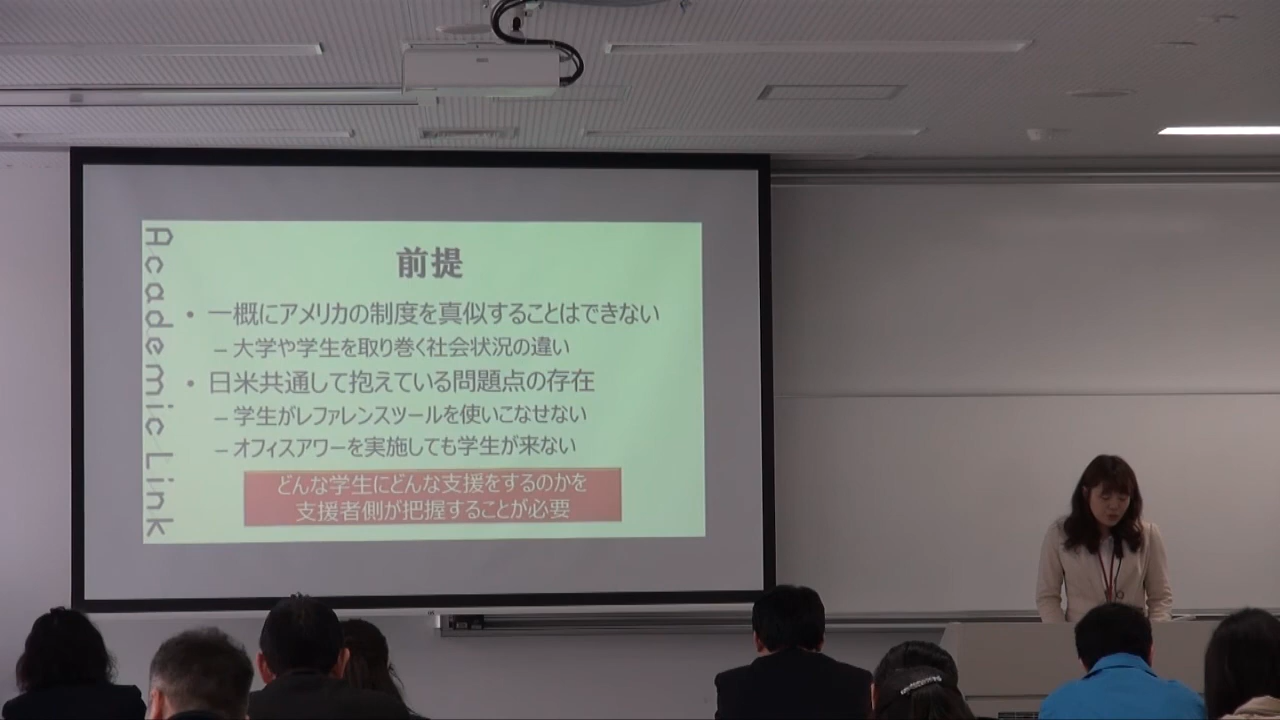 Academic Link
前提
• 一概にアメリカの制度を真似することはできない
– 大学や学生を取り巻く社会状況の違い
• 日米共通して抱えている問題点の存在
– 学生がレファレンスツールを使いこなせない
– オフィスアワーを実施しても学生が来ない
どんな学生にどんな支援をするのかを
支援者側が把握することが必要